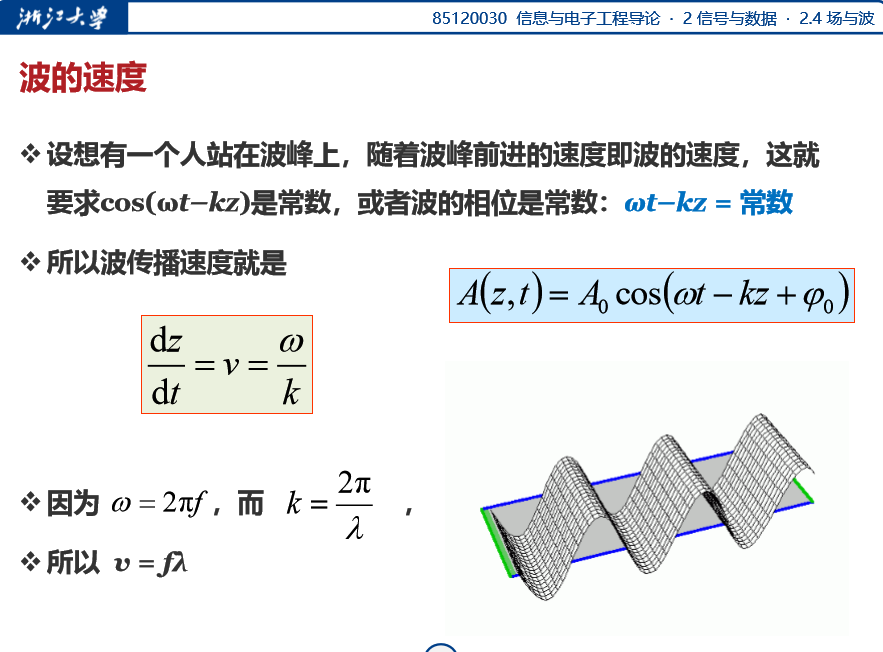 浙江大学
85120030 信息与电子工程导论 · 2 信号与数据 · 2.4 场与波
波的速度
❖ 设想有一个人站在波峰上，随着波峰前进的速度即波的速度，这就
要求cos(ωt−kz)是常数，或者波的相位是常数：ωt−kz = 常数
❖ 所以波传播速度就是
A(z,t) = A₀ cos(ωt − kz + φ₀)
dz/dt = v = ω/k
❖ 因为 ω = 2πf ，而 k = 2π/λ ，
❖ 所以 v = fλ